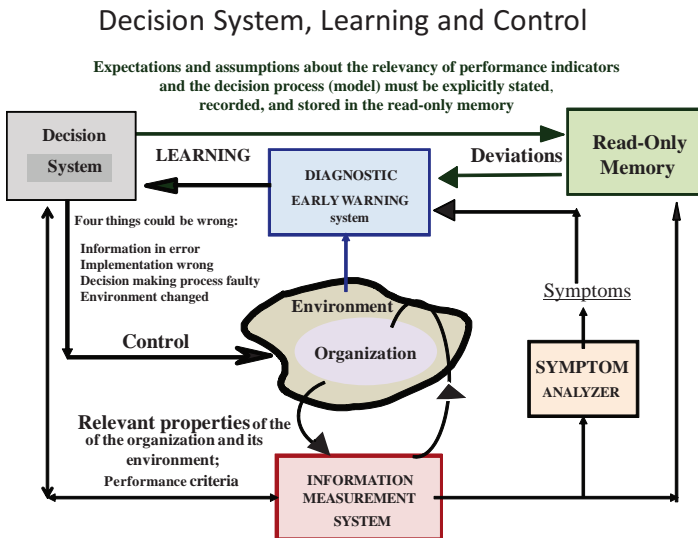 Decision System, Learning and Control
Expectations and assumptions about the relevancy of performance indicators
and the decision process (model) must be explicitly stated,
recorded, and stored in the read-only memory
Decision
System
LEARNING
DIAGNOSTIC
EARLY WARNING
system
Deviations
Read-Only
Memory
Four things could be wrong:
Information in error
Implementation wrong
Decision making process faulty
Environment changed
Control
Environment
Organization
Symptoms
SYMPTOM
ANALYZER
Relevant properties of the
of the organization and its
environment;
Performance criteria
INFORMATION
MEASUREMENT
SYSTEM